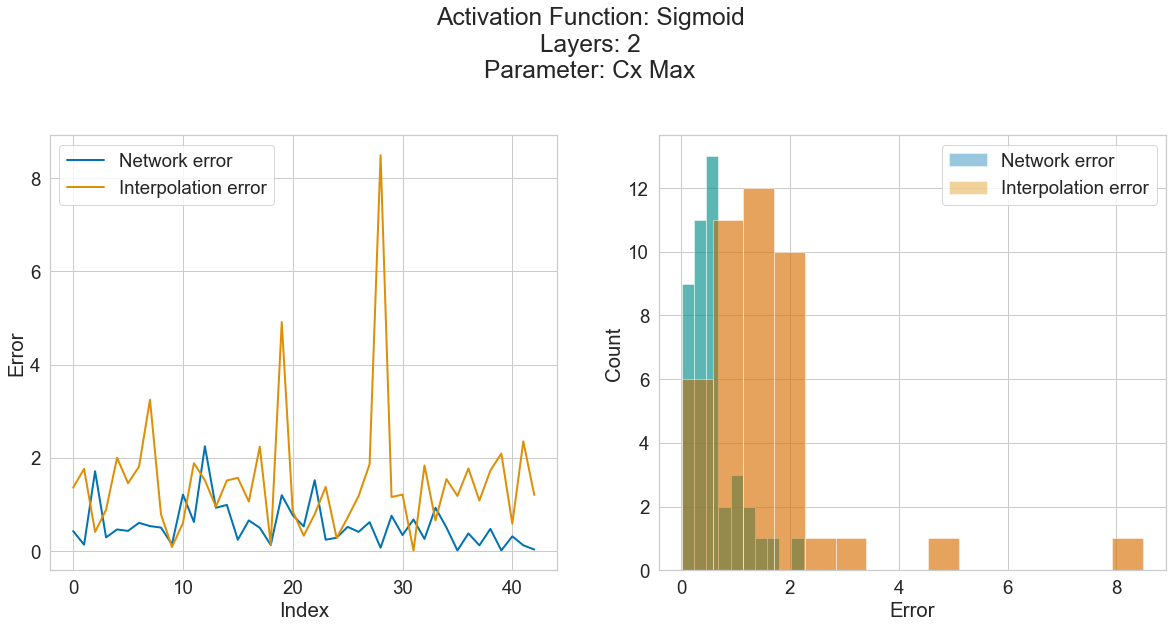 Activation Function: Sigmoid
Layers: 2
Parameter: Cx Max
Network error
Interpolation error
8
6
4
2
0
Error
0
10
20
30
40
Index
Network error
Interpolation error
12
10
8
6
4
2
0
Count
0
2
4
6
8
Error